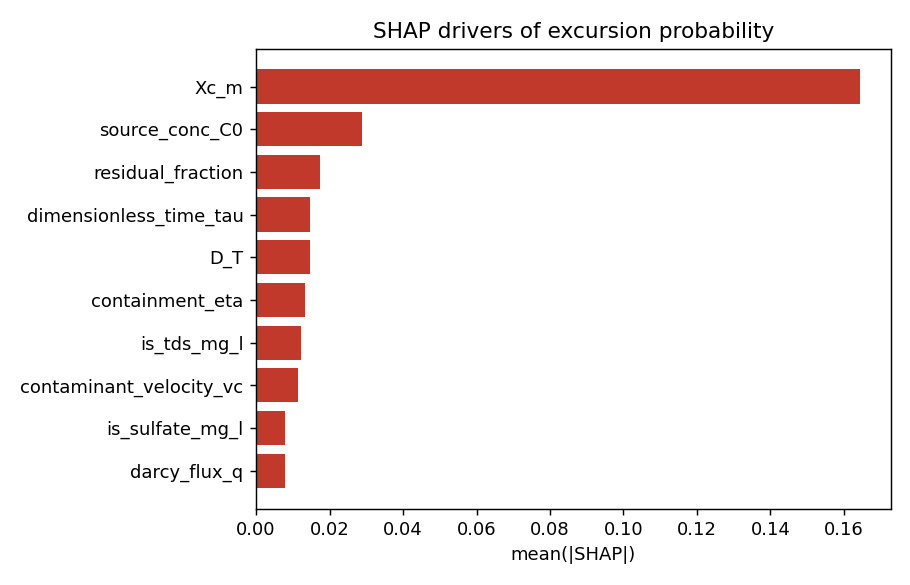 SHAP drivers of excursion probability
Xc_m
source_conc_C0
residual_fraction
dimensionless_time_tau
D_T
containment_eta
is_tds_mg_l
contaminant_velocity_vc
is_sulfate_mg_l
darcy_flux_q
0.00 0.02 0.04 0.06 0.08 0.10 0.12 0.14 0.16
mean(|SHAP|)